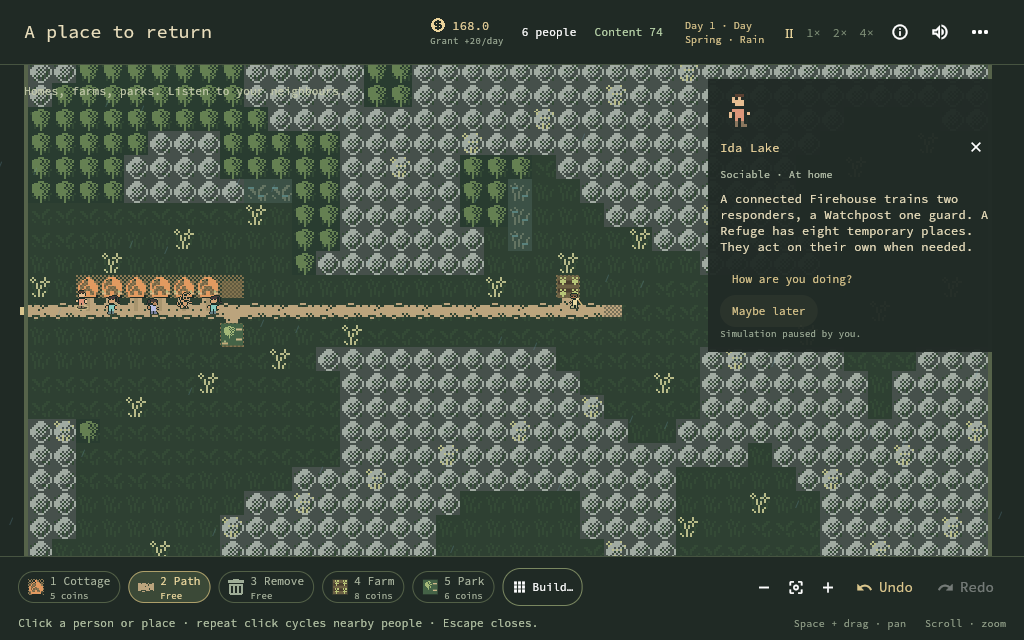 A place to return
168.0
Grant +20/day
6 people
Content 74
Day 1 · Day
Spring · Rain
II 1× 2× 4×
Homes, farms, parks. Listen to your neighbours.
Ida Lake
Sociable · At home
A connected Firehouse trains two
responders, a Watchpost one guard. A
Refuge has eight temporary places.
They act on their own when needed.
How are you doing?
Maybe later
Simulation paused by you.
1 Cottage
5 coins
2 Path
Free
3 Remove
Free
4 Farm
8 coins
5 Park
6 coins
Build…
Undo
Redo
Click a person or place · repeat click cycles nearby people · Escape closes.
Space + drag · pan
Scroll · zoom